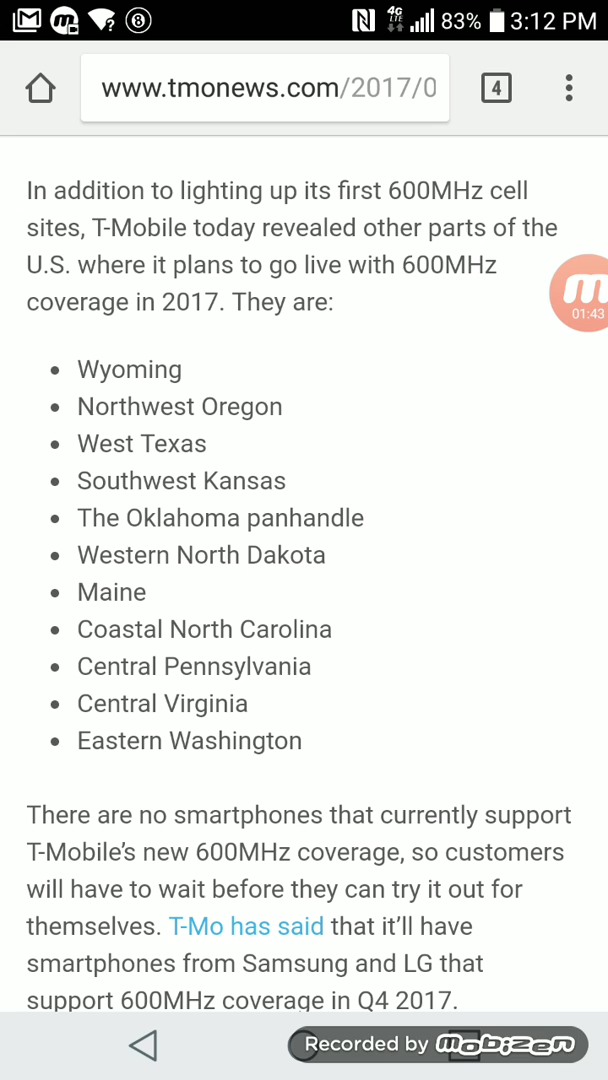 4G
LTE
83%
3:12 PM
www.tmonews.com/2017/0
4
In addition to lighting up its first 600MHz cell
sites, T-Mobile today revealed other parts of the
U.S. where it plans to go live with 600MHz
coverage in 2017. They are:
m
01:43
• Wyoming
• Northwest Oregon
• West Texas
• Southwest Kansas
• The Oklahoma panhandle
• Western North Dakota
• Maine
• Coastal North Carolina
• Central Pennsylvania
• Central Virginia
• Eastern Washington
There are no smartphones that currently support
T-Mobile’s new 600MHz coverage, so customers
will have to wait before they can try it out for
themselves. T-Mo has said that it’ll have
smartphones from Samsung and LG that
support 600MHz coverage in Q4 2017.
Recorded by mobizen